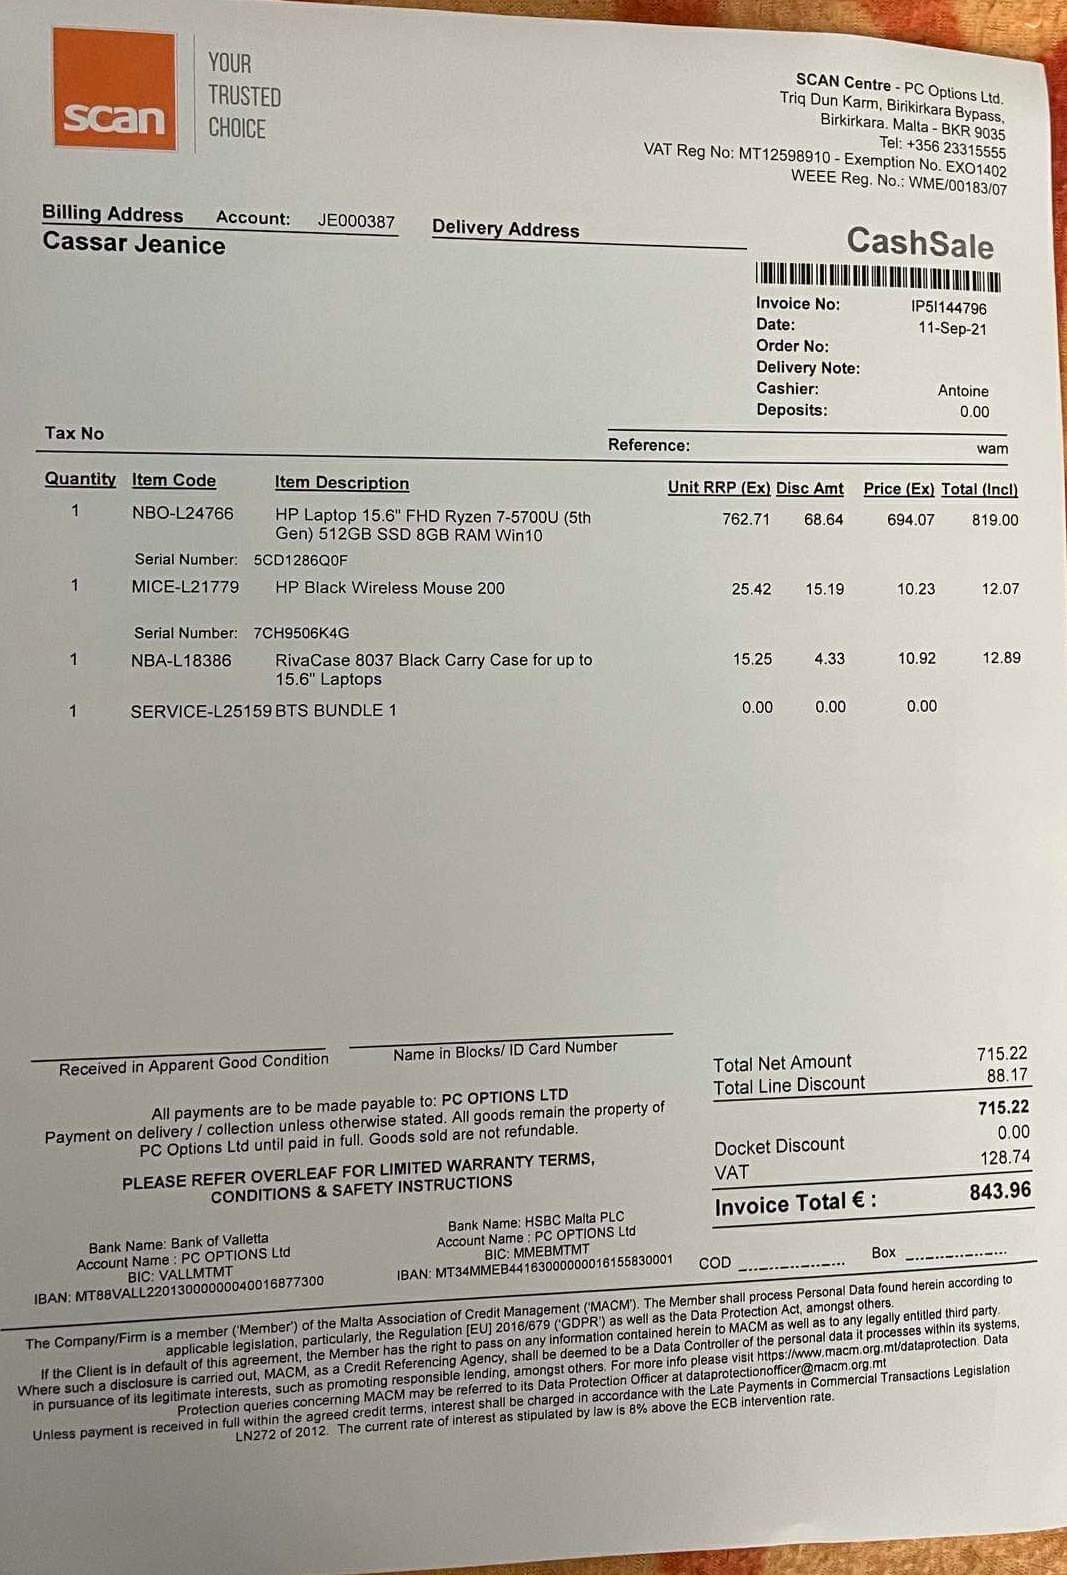 scan
YOUR
TRUSTED
CHOICE
SCAN Centre - PC Options Ltd.
Triq Dun Karm, Birikirkara Bypass,
Birkirkara. Malta - BKR 9035
Tel: +356 23315555
VAT Reg No: MT12598910 - Exemption No. EXO1402
WEEE Reg. No.: WME/00183/07
Billing Address Account: JE000387 Delivery Address
Cassar Jeanice
CashSale
Invoice No: IP5I144796
Date: 11-Sep-21
Order No:
Delivery Note:
Cashier: Antoine
Deposits: 0.00
Tax No
Reference: wam
Quantity Item Code Item Description Unit RRP (Ex) Disc Amt Price (Ex) Total (Incl)
1 NBO-L24766 HP Laptop 15.6" FHD Ryzen 7-5700U (5th 762.71 68.64 694.07 819.00
Gen) 512GB SSD 8GB RAM Win10
Serial Number: 5CD1286Q0F
1 MICE-L21779 HP Black Wireless Mouse 200 25.42 15.19 10.23 12.07
Serial Number: 7CH9506K4G
1 NBA-L18386 RivaCase 8037 Black Carry Case for up to 15.25 4.33 10.92 12.89
15.6" Laptops
1 SERVICE-L25159 BTS BUNDLE 1 0.00 0.00 0.00
Received in Apparent Good Condition Name in Blocks/ ID Card Number
All payments are to be made payable to: PC OPTIONS LTD
Payment on delivery / collection unless otherwise stated. All goods remain the property of
PC Options Ltd until paid in full. Goods sold are not refundable.
PLEASE REFER OVERLEAF FOR LIMITED WARRANTY TERMS,
CONDITIONS & SAFETY INSTRUCTIONS
Total Net Amount 715.22
Total Line Discount 88.17
715.22
Docket Discount 0.00
VAT 128.74
Invoice Total € : 843.96
Bank Name: Bank of Valletta
Account Name : PC OPTIONS Ltd
BIC: VALLMTMT
IBAN: MT88VALL22013000000040016877300
Bank Name: HSBC Malta PLC
Account Name : PC OPTIONS Ltd
BIC: MMEBMTMT
IBAN: MT34MMEB44163000000016155830001
COD Box
The Company/Firm is a member ('Member') of the Malta Association of Credit Management ('MACM'). The Member shall process Personal Data found herein according to
applicable legislation, particularly, the Regulation [EU] 2016/679 ('GDPR') as well as the Data Protection Act, amongst others.
If the Client is in default of this agreement, the Member has the right to pass on any information contained herein to MACM as well as to any legally entitled third party.
Where such a disclosure is carried out, MACM, as a Credit Referencing Agency, shall be deemed to be a Data Controller of the personal data it processes within its systems,
in pursuance of its legitimate interests, such as promoting responsible lending, amongst others. For more info please visit https://www.macm.org.mt/dataprotection. Data
Protection queries concerning MACM may be referred to its Data Protection Officer at dataprotectionofficer@macm.org.mt
Unless payment is received in full within the agreed credit terms, interest shall be charged in accordance with the Late Payments in Commercial Transactions Legislation
LN272 of 2012. The current rate of interest as stipulated by law is 8% above the ECB intervention rate.